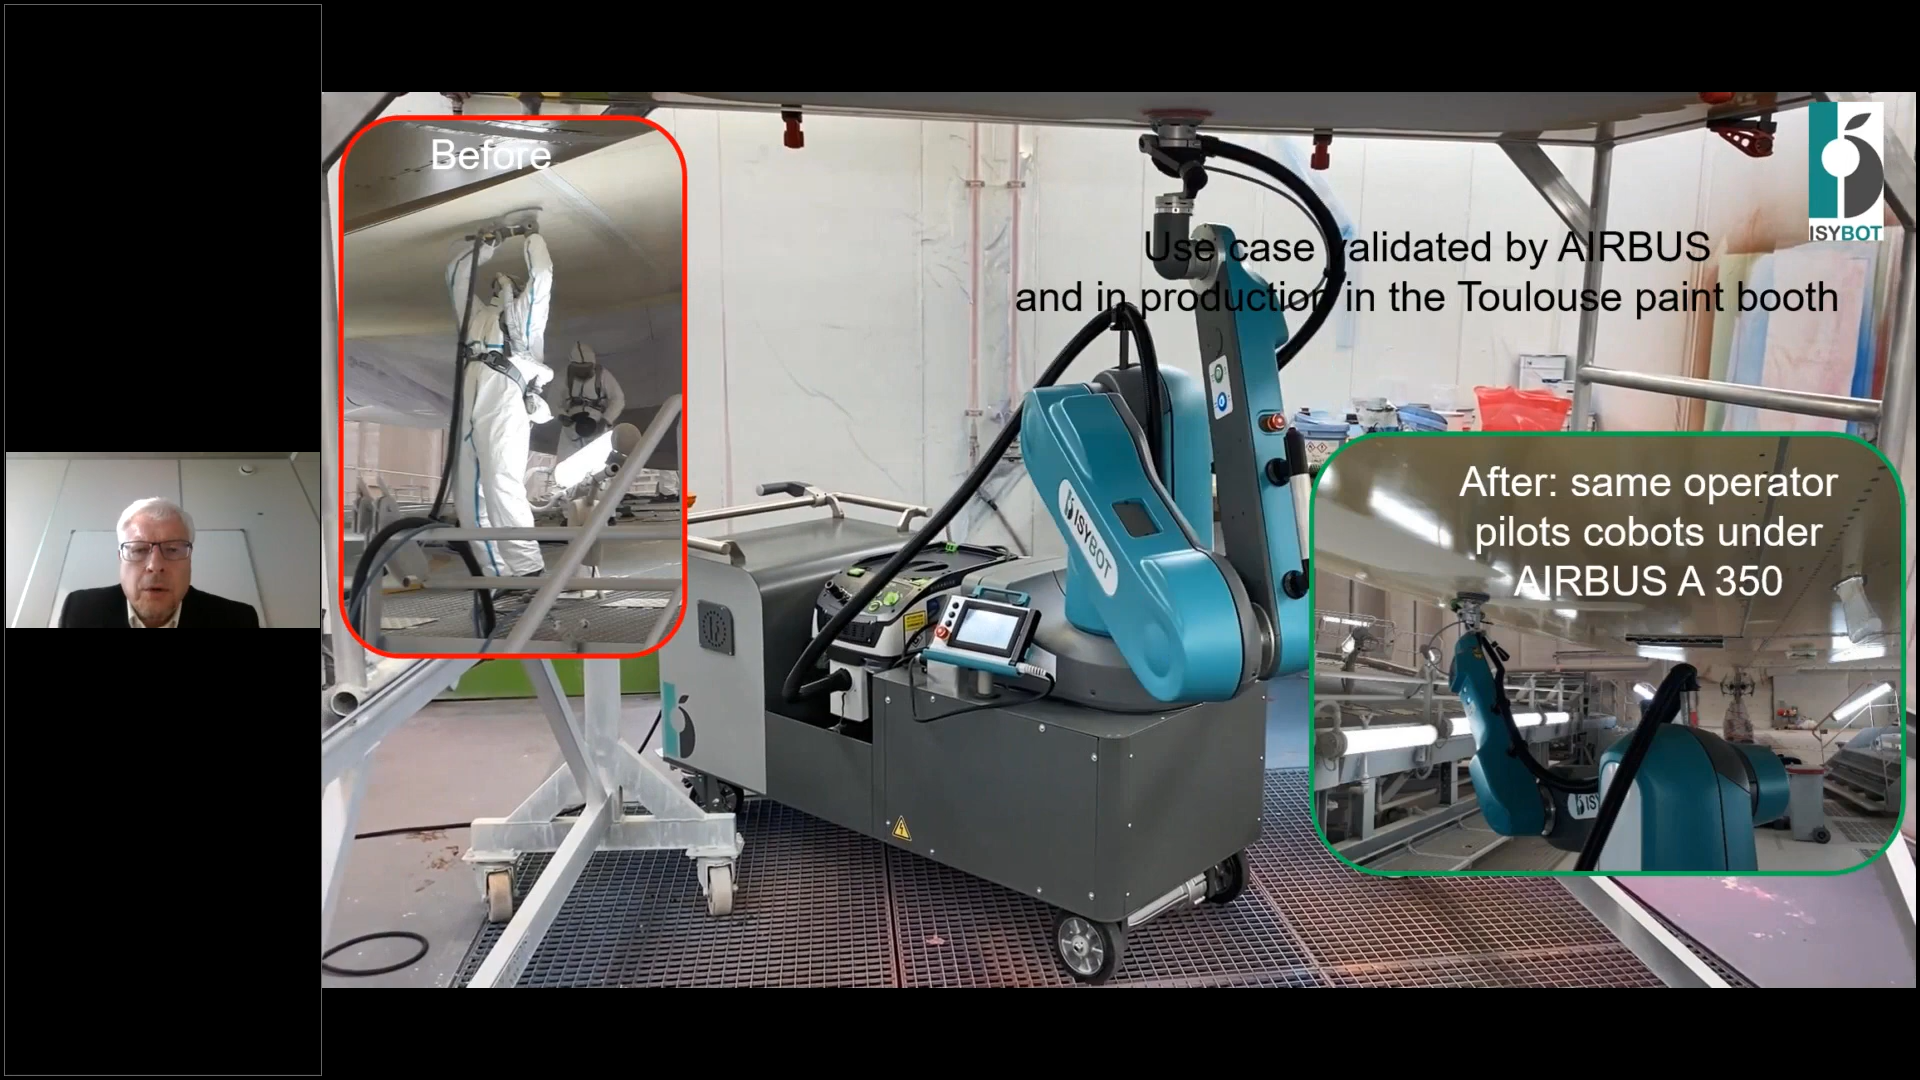 Before
ISYBOT
Use case validated by AIRBUS
and in production in the Toulouse paint booth
ISYBOT
After: same operator
pilots cobots under
AIRBUS A 350
ISY